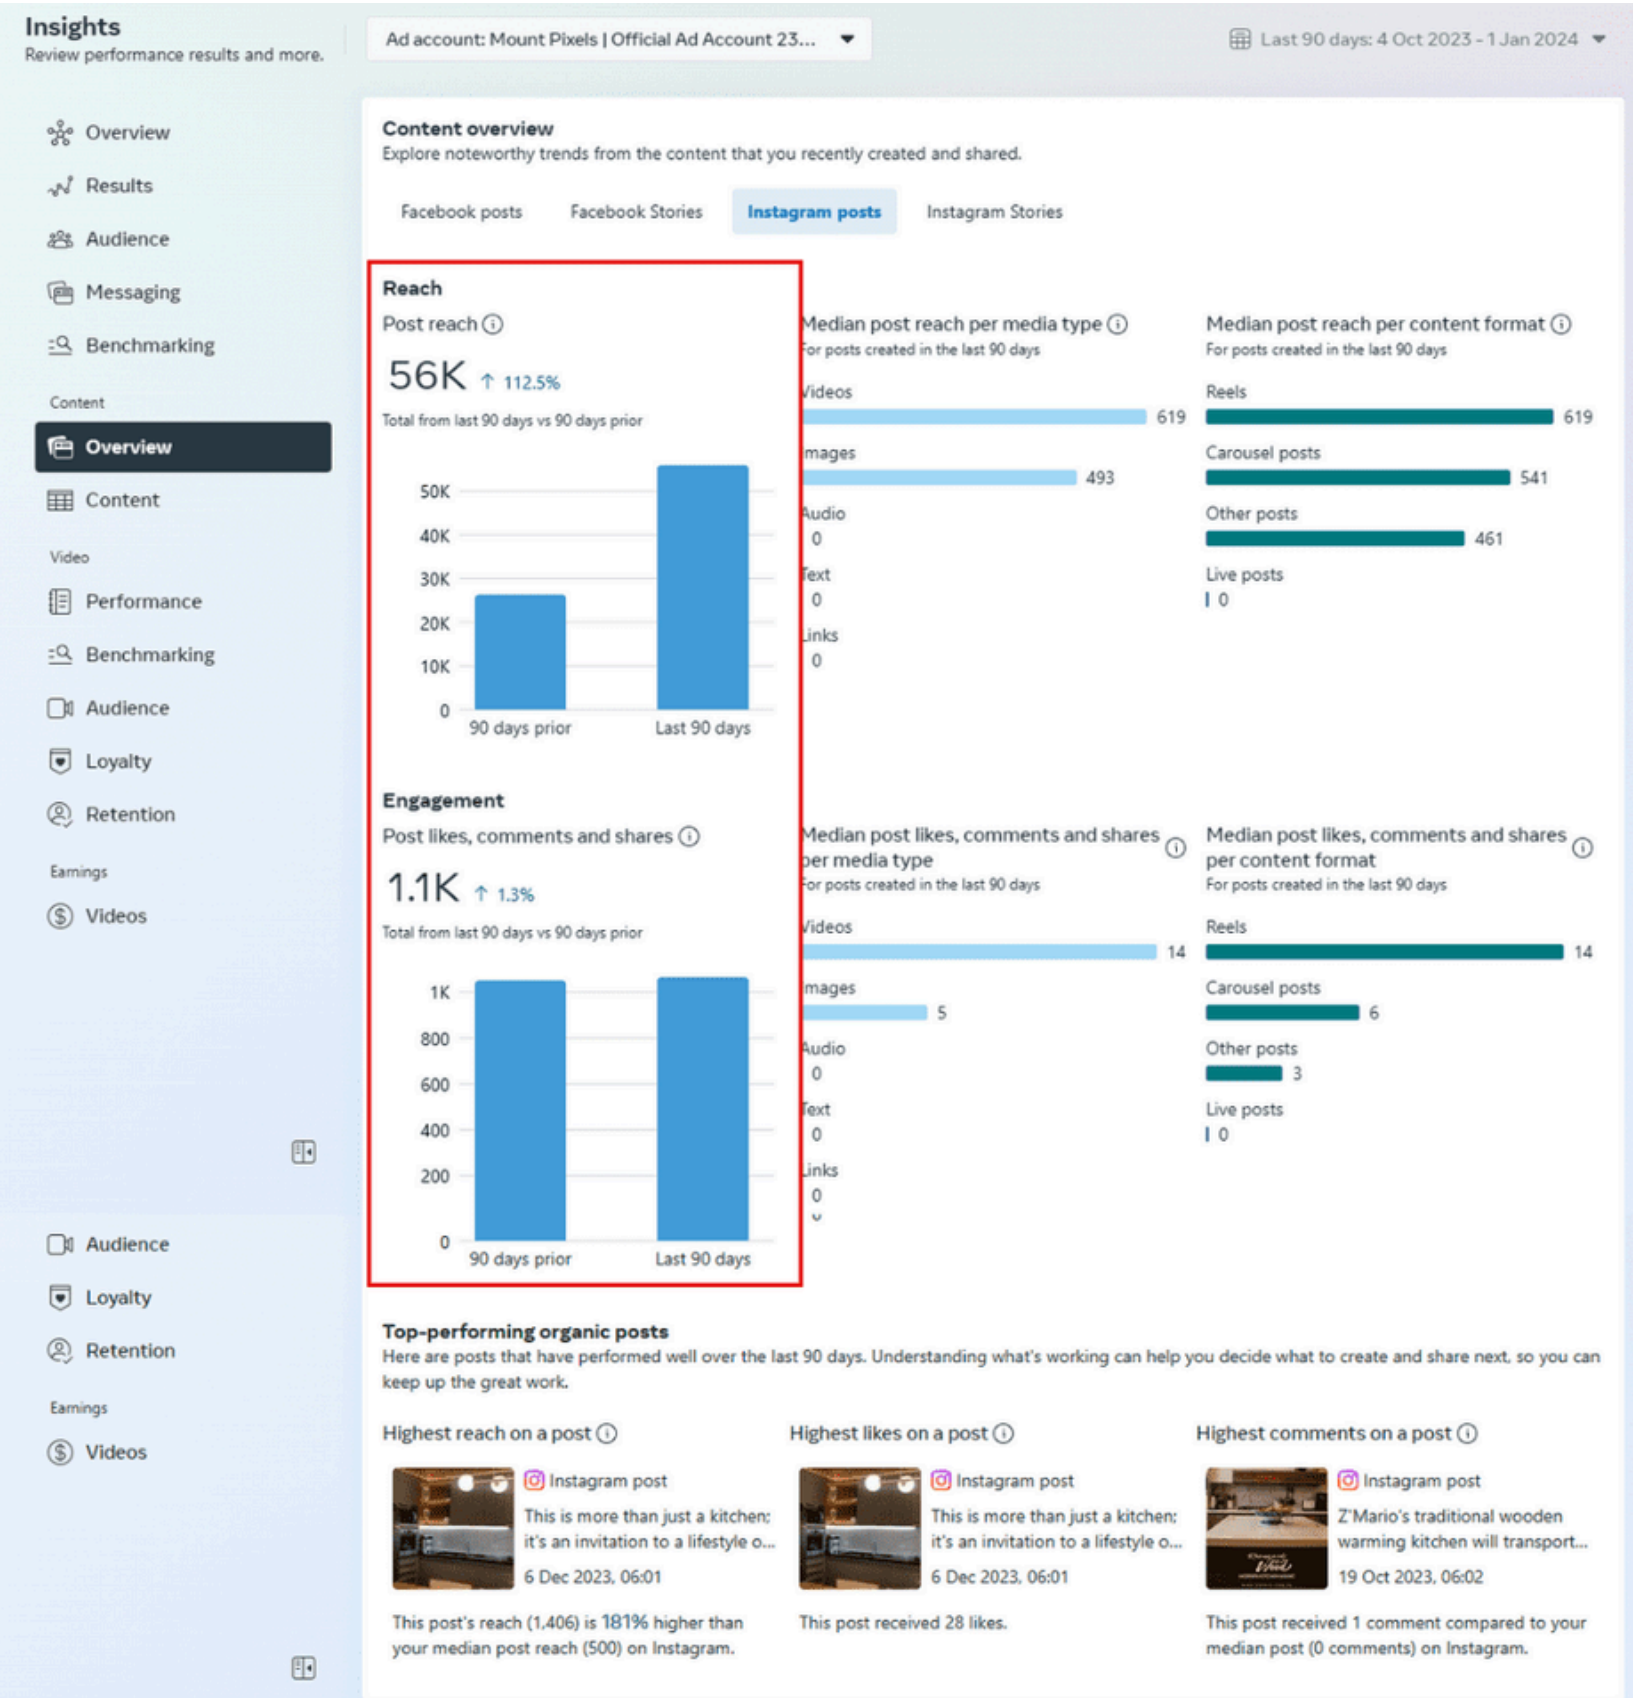 Insights
Review performance results and more.
Ad account: Mount Pixels | Official Ad Account 23...
Last 90 days: 4 Oct 2023 - 1 Jan 2024
Overview
Results
Audience
Messaging
Benchmarking
Content
Overview
Content
Video
Performance
Benchmarking
Audience
Loyalty
Retention
Earnings
Videos
Audience
Loyalty
Retention
Earnings
Videos
Content overview
Explore noteworthy trends from the content that you recently created and shared.
Facebook posts
Facebook Stories
Instagram posts
Instagram Stories
Reach
Post reach
56K ↑ 112.5%
Total from last 90 days vs 90 days prior
50K
40K
30K
20K
10K
0
90 days prior
Last 90 days
Median post reach per media type
For posts created in the last 90 days
Videos
619
mages
493
Audio
0
Text
0
Links
0
Median post reach per content format
For posts created in the last 90 days
Reels
619
Carousel posts
541
Other posts
461
Live posts
0
Engagement
Post likes, comments and shares
1.1K ↑ 1.3%
Total from last 90 days vs 90 days prior
1K
800
600
400
200
0
90 days prior
Last 90 days
Median post likes, comments and shares
per media type
For posts created in the last 90 days
Videos
14
mages
5
Audio
0
Text
0
Links
0
Median post likes, comments and shares
per content format
For posts created in the last 90 days
Reels
14
Carousel posts
6
Other posts
3
Live posts
0
Top-performing organic posts
Here are posts that have performed well over the last 90 days. Understanding what's working can help you decide what to create and share next, so you can
keep up the great work.
Highest reach on a post
Instagram post
This is more than just a kitchen;
it's an invitation to a lifestyle o...
6 Dec 2023, 06:01
This post's reach (1,406) is 181% higher than
your median post reach (500) on Instagram.
Highest likes on a post
Instagram post
This is more than just a kitchen;
it's an invitation to a lifestyle o...
6 Dec 2023, 06:01
This post received 28 likes.
Highest comments on a post
Wood
Instagram post
Z'Mario's traditional wooden
warming kitchen will transport...
19 Oct 2023, 06:02
This post received 1 comment compared to your
median post (0 comments) on Instagram.